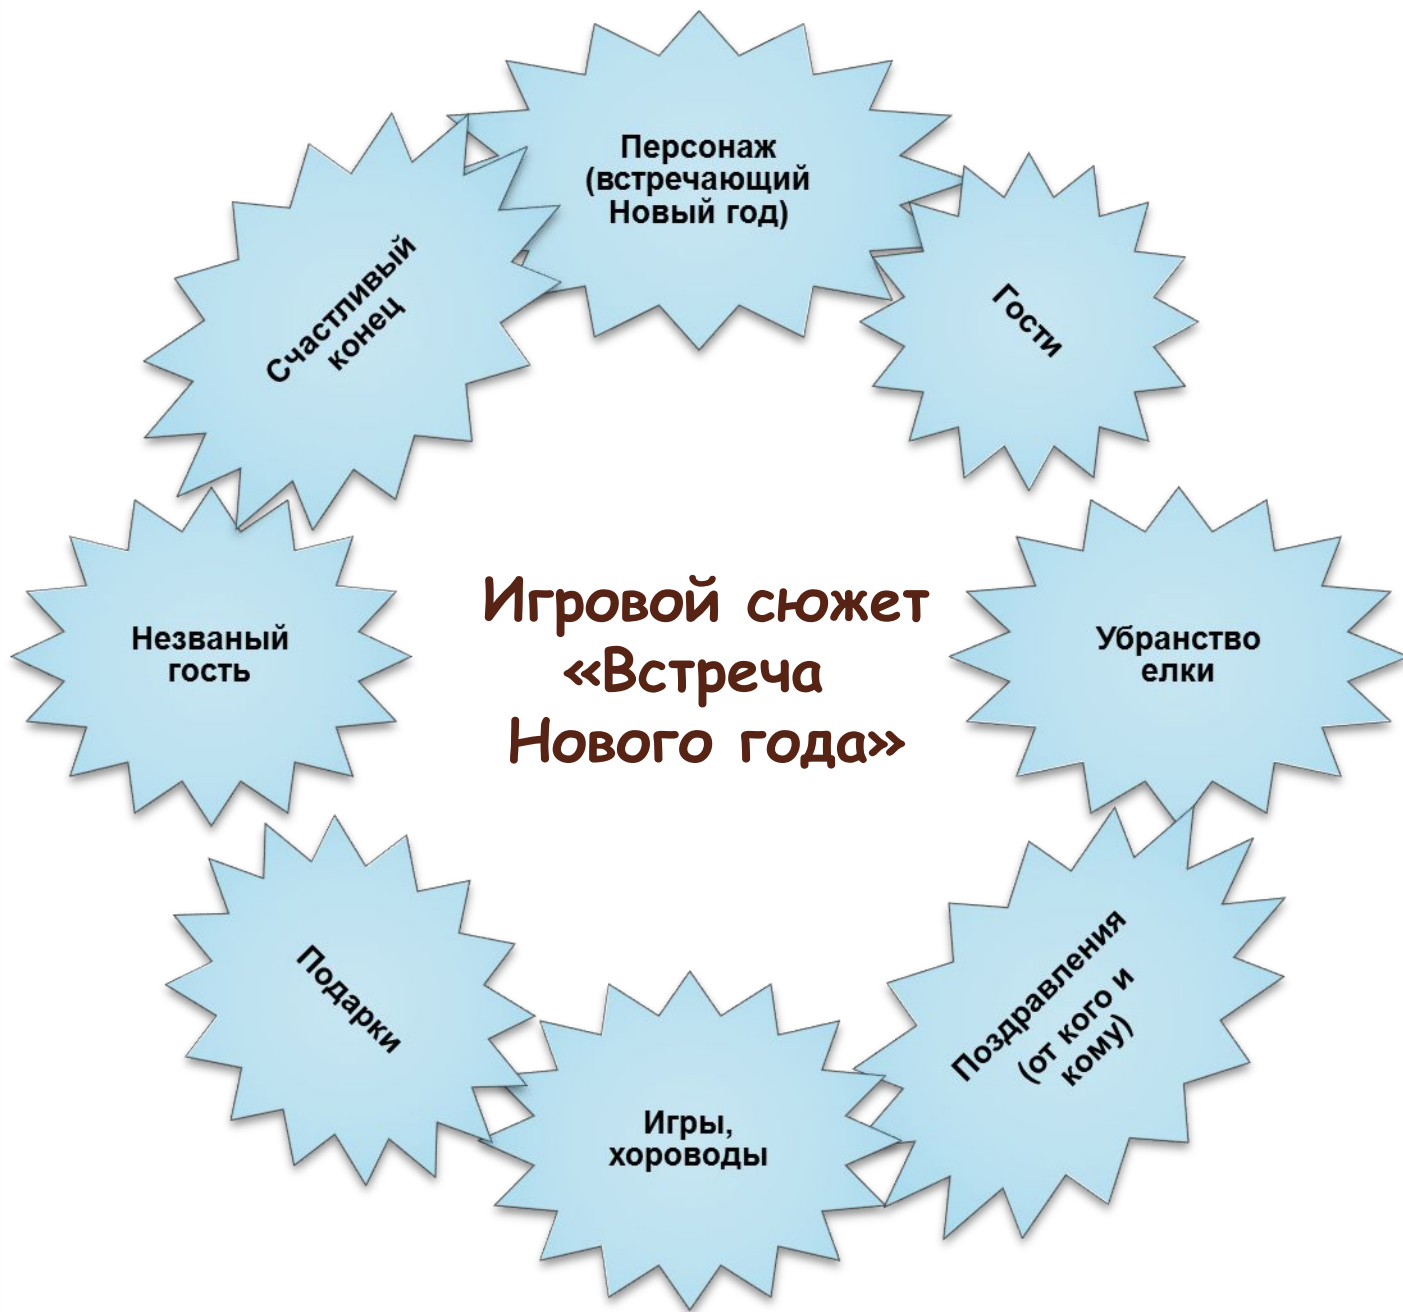 Персонаж
(встречающий
Новый год)
Гости
Убранство
елки
Поздравления
(от кого и
кому)
Игры,
хороводы
Подарки
Незваный
гость
Счастливый
конец
Игровой сюжет
«Встреча
Нового года»